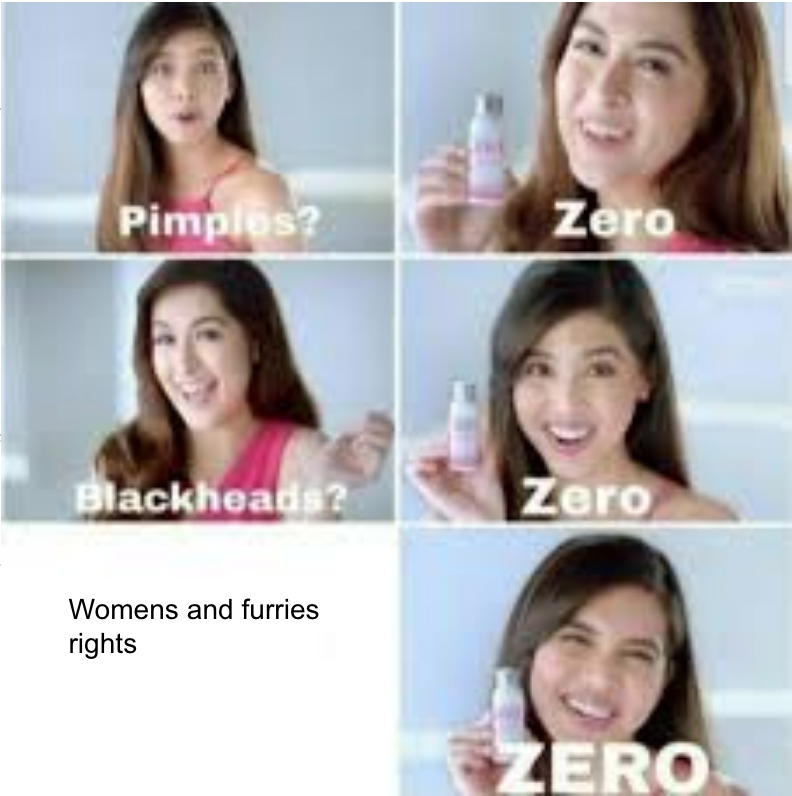 Pimples?
Zero
Blackheads?
Zero
Womens and furries
rights
ZERO